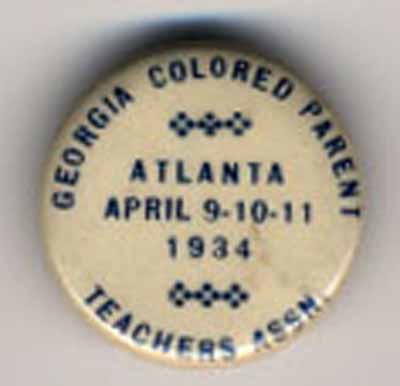 GEORGIA COLORED PARENT
ATLANTA
APRIL 9-10-11
1934
TEACHERS ASSN.